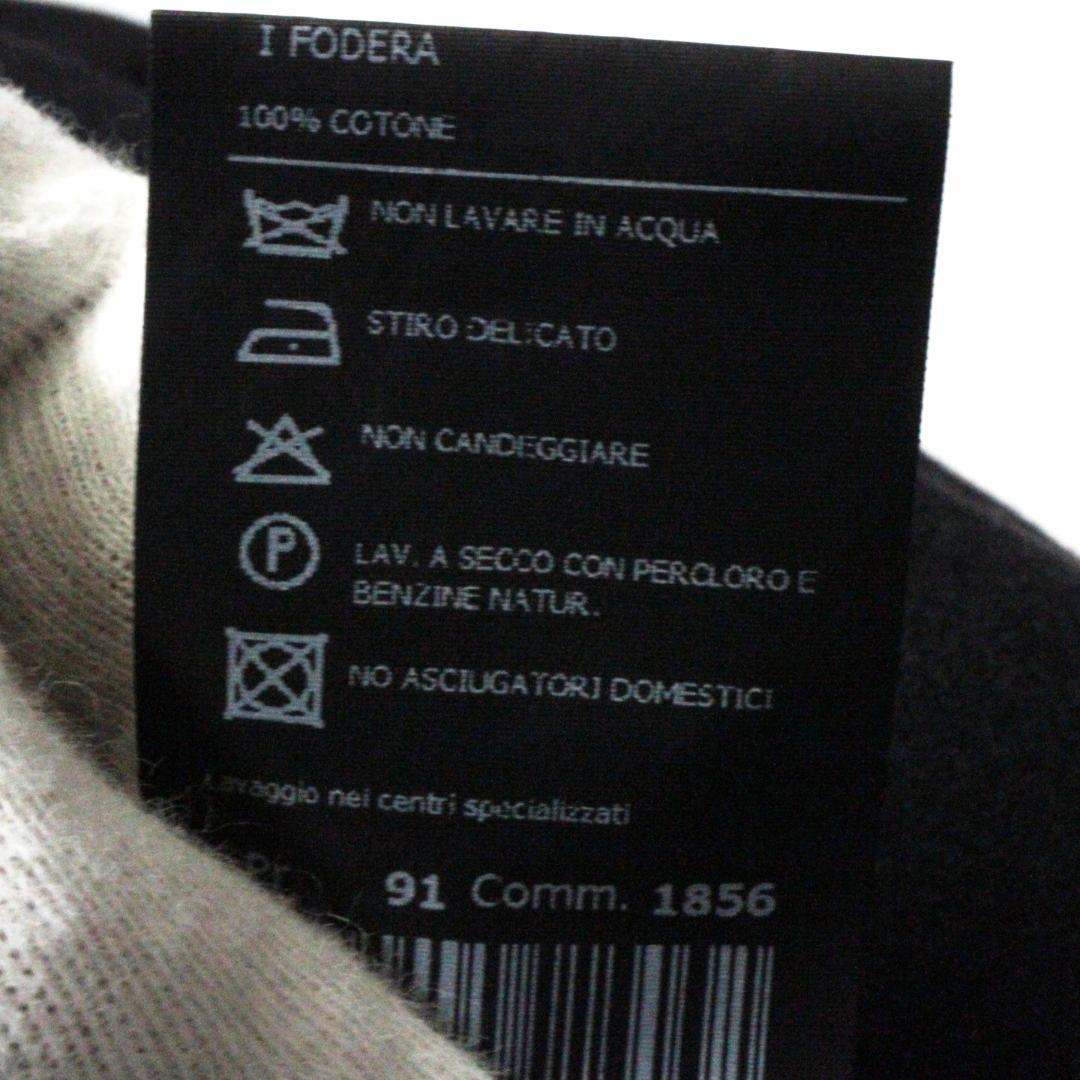 I FODERA
100% COTONE
NON LAVARE IN ACQUA
STIRO DELICATO
NON CANDEGGIARE
P
LAV. A SECCO CON PERCLORO E
BENZINE NATUR.
NO ASCIUGATORI DOMESTICI
Lavaggio nei centri specializzati
91 Comm. 1856